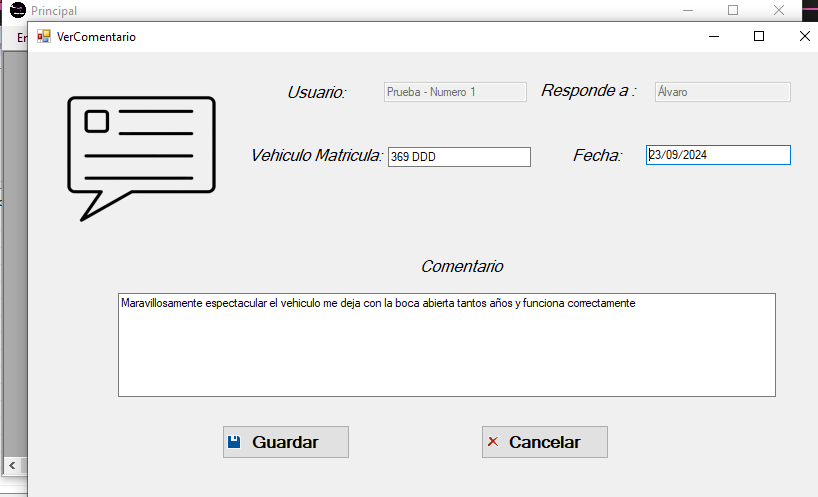 Principal
En
VerComentario
Usuario: Prueba - Numero 1 Responde a : Álvaro
Vehiculo Matricula: 369 DDD Fecha: 23/09/2024
Comentario
Maravillosamente espectacular el vehiculo me deja con la boca abierta tantos años y funciona correctamente
Guardar Cancelar